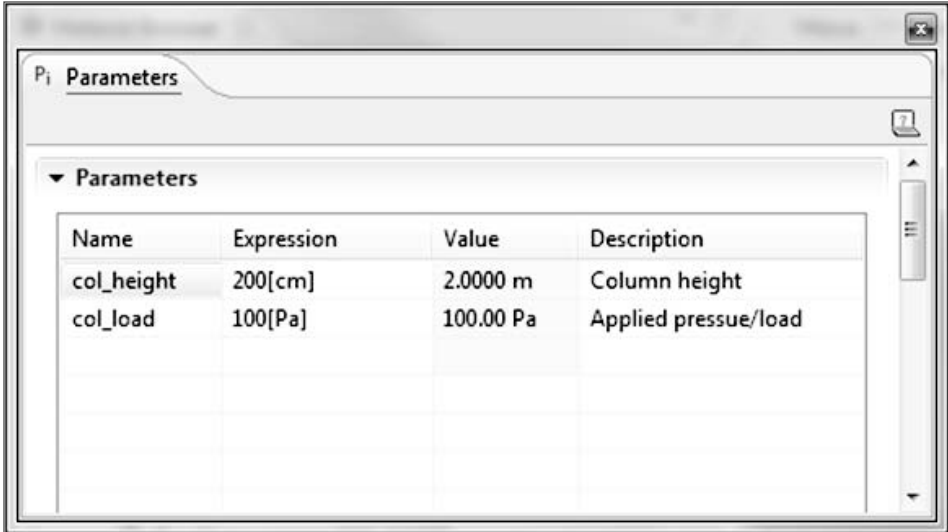 Pi Parameters
Parameters
Name Expression Value Description
col_height 200[cm] 2.0000 m Column height
col_load 100[Pa] 100.00 Pa Applied pressue/load